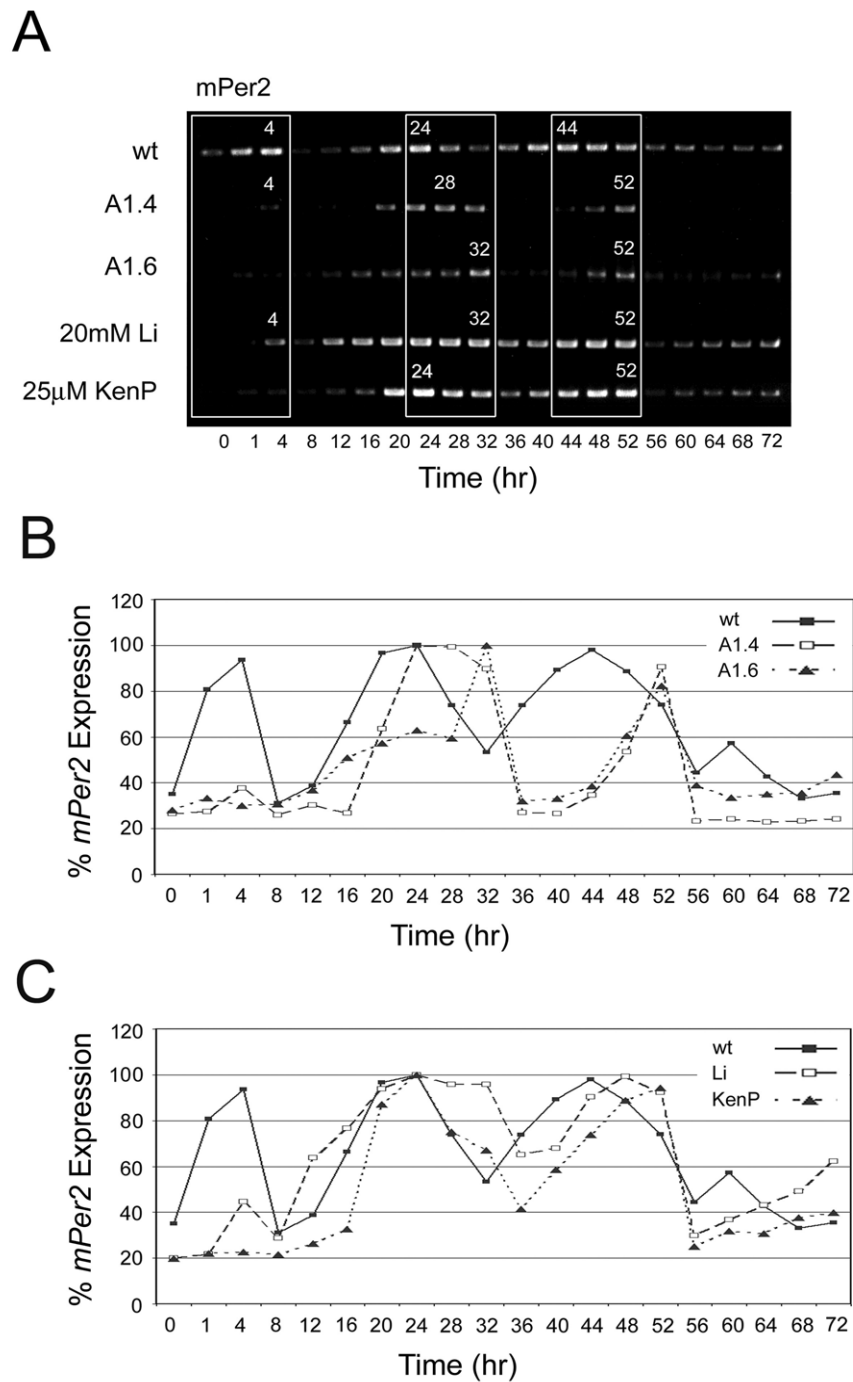 A
mPer2
wt 4 24 44
A1.4 4 28 52
A1.6 32 52
20mM Li 4 32 52
25µM KenP 24 52
0 1 4 8 12 16 20 24 28 32 36 40 44 48 52 56 60 64 68 72
Time (hr)
B
% mPer2 Expression
120
100
80
60
40
20
0
wt
A1.4
A1.6
0 1 4 8 12 16 20 24 28 32 36 40 44 48 52 56 60 64 68 72
Time (hr)
C
% mPer2 Expression
120
100
80
60
40
20
0
wt
Li
KenP
0 1 4 8 12 16 20 24 28 32 36 40 44 48 52 56 60 64 68 72
Time (hr)